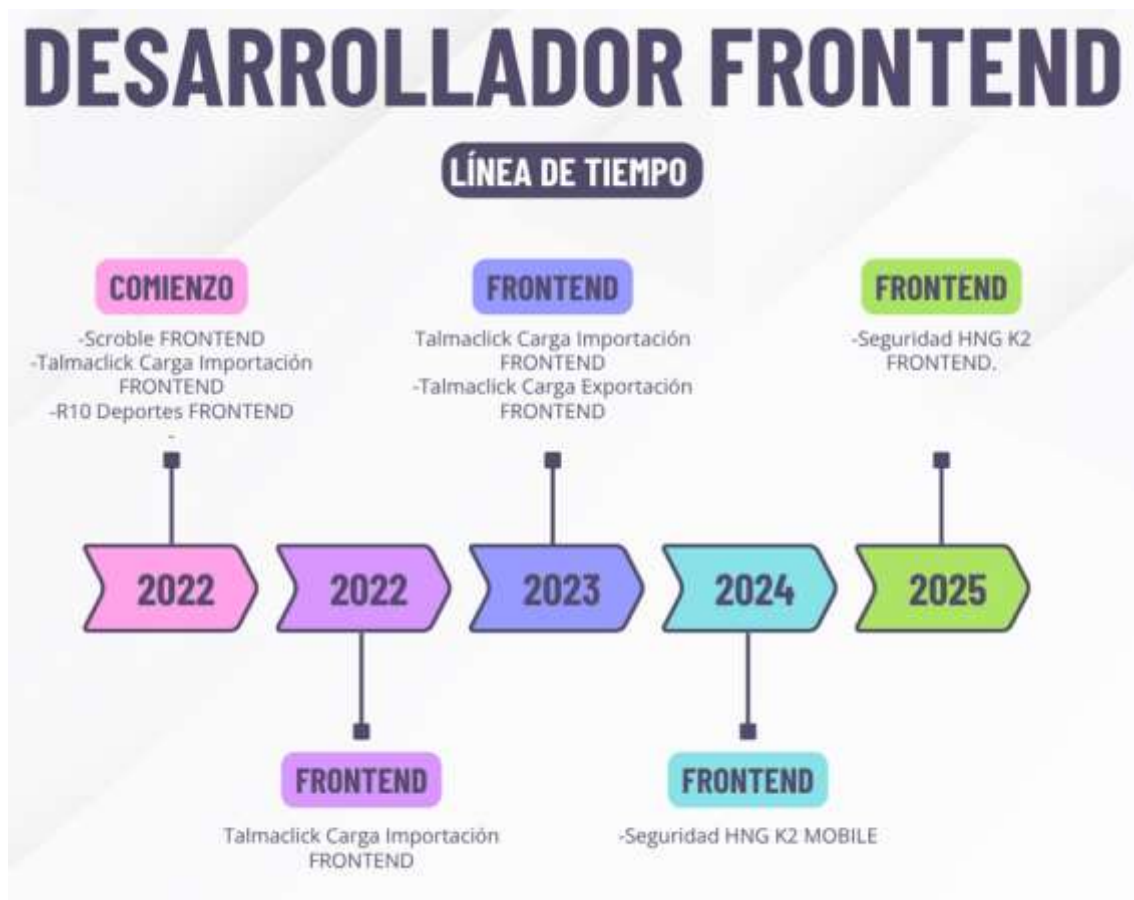 DESARROLLADOR FRONTEND
LÍNEA DE TIEMPO
COMIENZO
-Scroble FRONTEND
-Talmaclick Carga Importación
FRONTEND
-R10 Deportes FRONTEND
-
FRONTEND
Talmaclick Carga Importación
FRONTEND
-Talmaclick Carga Exportación
FRONTEND
FRONTEND
-Seguridad HNG K2
FRONTEND.
2022
2022
2023
2024
2025
FRONTEND
Talmaclick Carga Importación
FRONTEND
FRONTEND
-Seguridad HNG K2 MOBILE